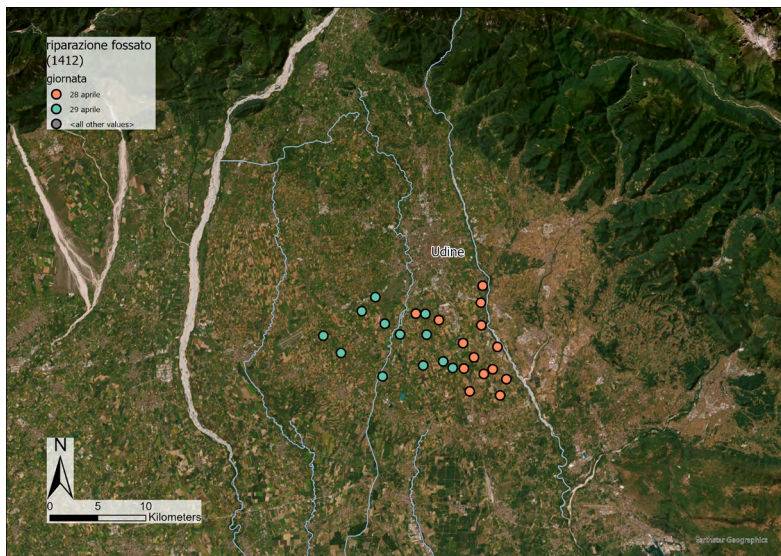 riparazione fossato
(1412)
giornata
28 aprile
29 aprile
<all other values>
Udine
N
0 5 10
Kilometers
Earthstar Geographics